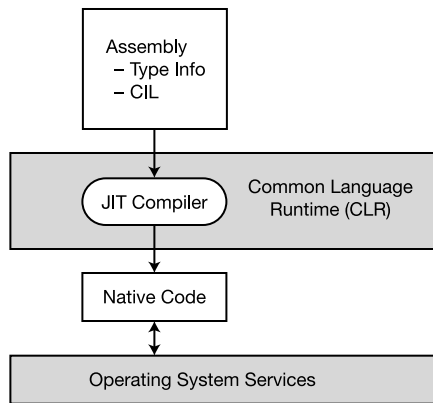 Assembly
– Type Info
– CIL
JIT Compiler
Common Language
Runtime (CLR)
Native Code
Operating System Services